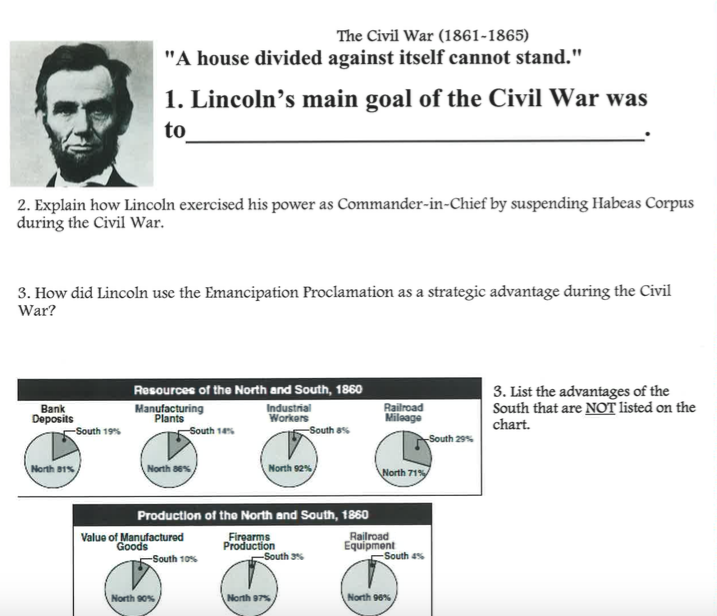 The Civil War (1861-1865)
"A house divided against itself cannot stand."
1. Lincoln's main goal of the Civil War was
to_____________________________________.
2. Explain how Lincoln exercised his power as Commander-in-Chief by suspending Habeas Corpus
during the Civil War.
3. How did Lincoln use the Emancipation Proclamation as a strategic advantage during the Civil
War?
Resources of the North and South, 1860
Bank
Deposits
South 19%
North 81%
Manufacturing
Plants
South 14%
North 86%
Industrial
Workers
South 8%
North 92%
Railroad
Mileage
South 29%
North 71%
3. List the advantages of the
South that are NOT listed on the
chart.
Production of the North and South, 1860
Value of Manufactured
Goods
South 10%
North 90%
Firearms
Production
South 3%
North 97%
Railroad
Equipment
South 4%
North 96%